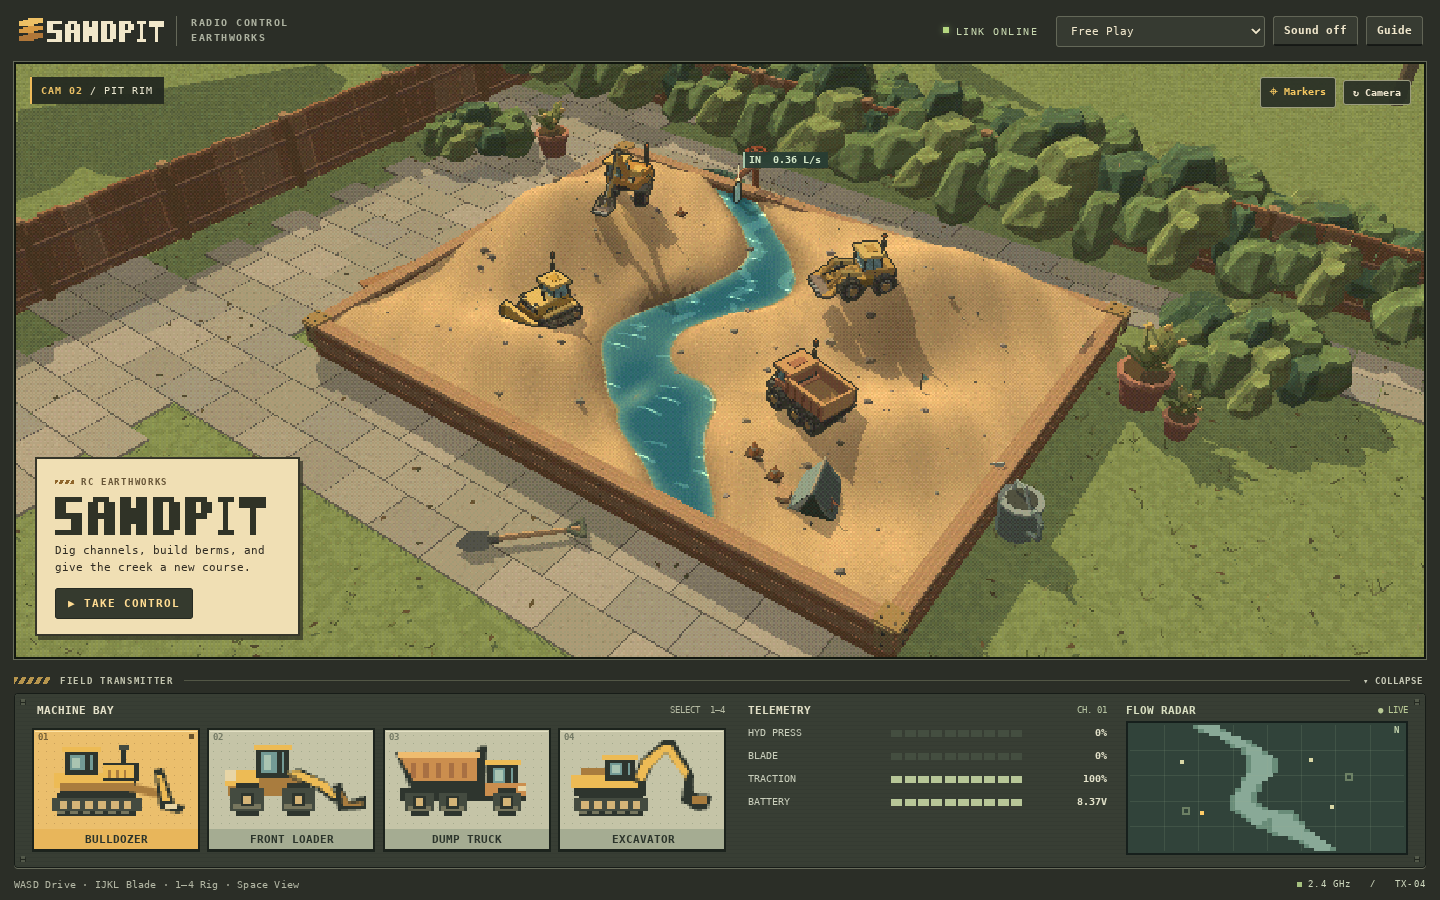 SANDPIT
RADIO CONTROL
EARTHWORKS
LINK ONLINE
Free Play
Sound off
Guide
CAM 02 / PIT RIM
⌖ Markers
↻ Camera
IN 0.36 L/s
RC EARTHWORKS
SANDPIT
Dig channels, build berms, and
give the creek a new course.
▶ TAKE CONTROL
FIELD TRANSMITTER
▾ COLLAPSE
MACHINE BAY
SELECT 1–4
01
BULLDOZER
02
FRONT LOADER
03
DUMP TRUCK
04
EXCAVATOR
TELEMETRY
CH. 01
HYD PRESS 0%
BLADE 0%
TRACTION 100%
BATTERY 8.37V
FLOW RADAR
● LIVE
N
WASD Drive · IJKL Blade · 1–4 Rig · Space View
2.4 GHz / TX-04